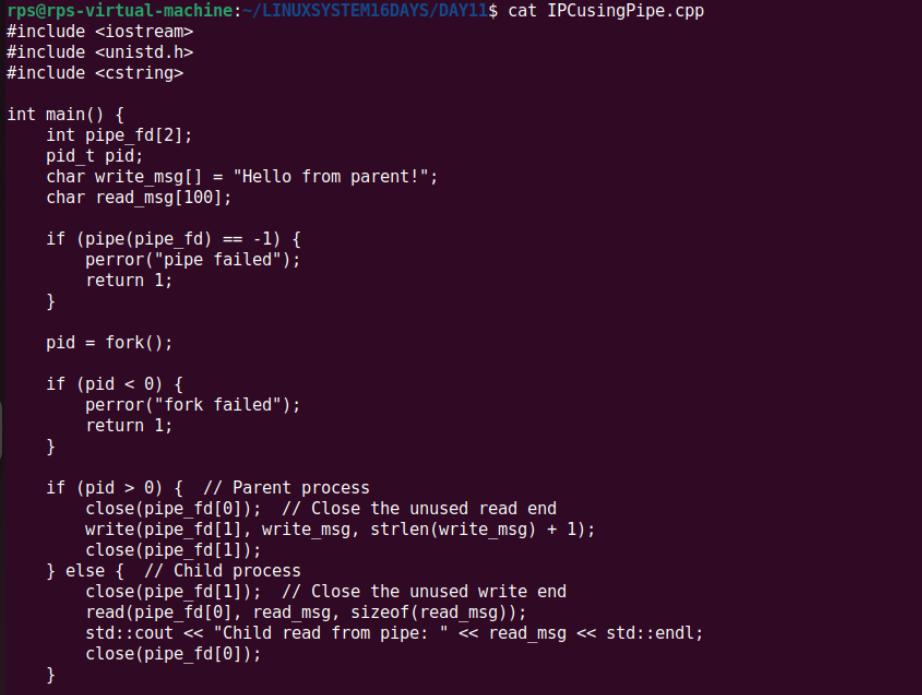 rps@rps-virtual-machine:~/LINUXSYSTEM16DAYS/DAY11$ cat IPCusingPipe.cpp
#include <iostream>
#include <unistd.h>
#include <cstring>

int main() {
    int pipe_fd[2];
    pid_t pid;
    char write_msg[] = "Hello from parent!";
    char read_msg[100];

    if (pipe(pipe_fd) == -1) {
        perror("pipe failed");
        return 1;
    }

    pid = fork();

    if (pid < 0) {
        perror("fork failed");
        return 1;
    }

    if (pid > 0) {  // Parent process
        close(pipe_fd[0]);  // Close the unused read end
        write(pipe_fd[1], write_msg, strlen(write_msg) + 1);
        close(pipe_fd[1]);
    } else {  // Child process
        close(pipe_fd[1]);  // Close the unused write end
        read(pipe_fd[0], read_msg, sizeof(read_msg));
        std::cout << "Child read from pipe: " << read_msg << std::endl;
        close(pipe_fd[0]);
    }